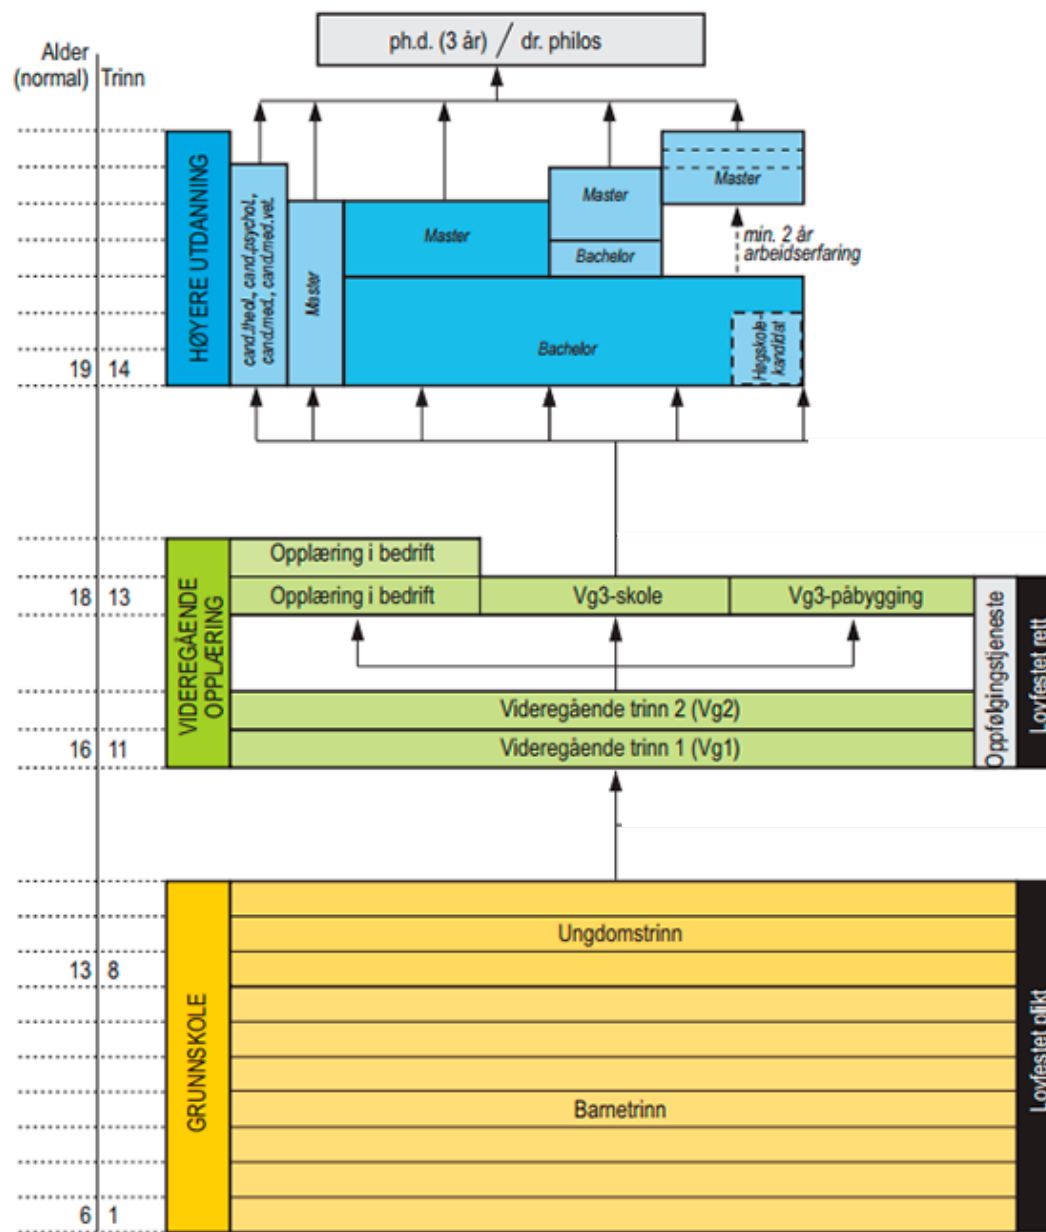 ph.d. (3 år) / dr. philos
Alder
(normal) Trinn
HØYERE UTDANNING
cand.theol., cand.psychol.,
cand.med., cand.med.vet.
Master
Master
Master
Bachelor
Master
min. 2 år
arbeidserfaring
Bachelor
Høgskole-
kandidat
19 14
VIDEREGÅENDE
OPPLÆRING
Opplæring i bedrift
18 13
Opplæring i bedrift
Vg3-skole
Vg3-påbygging
Videregående trinn 2 (Vg2)
16 11
Videregående trinn 1 (Vg1)
Oppfølgingstjeneste
Lovfestet rett
GRUNNSKOLE
Ungdomstrinn
13 8
Barnetrinn
6 1
Lovfestet plikt